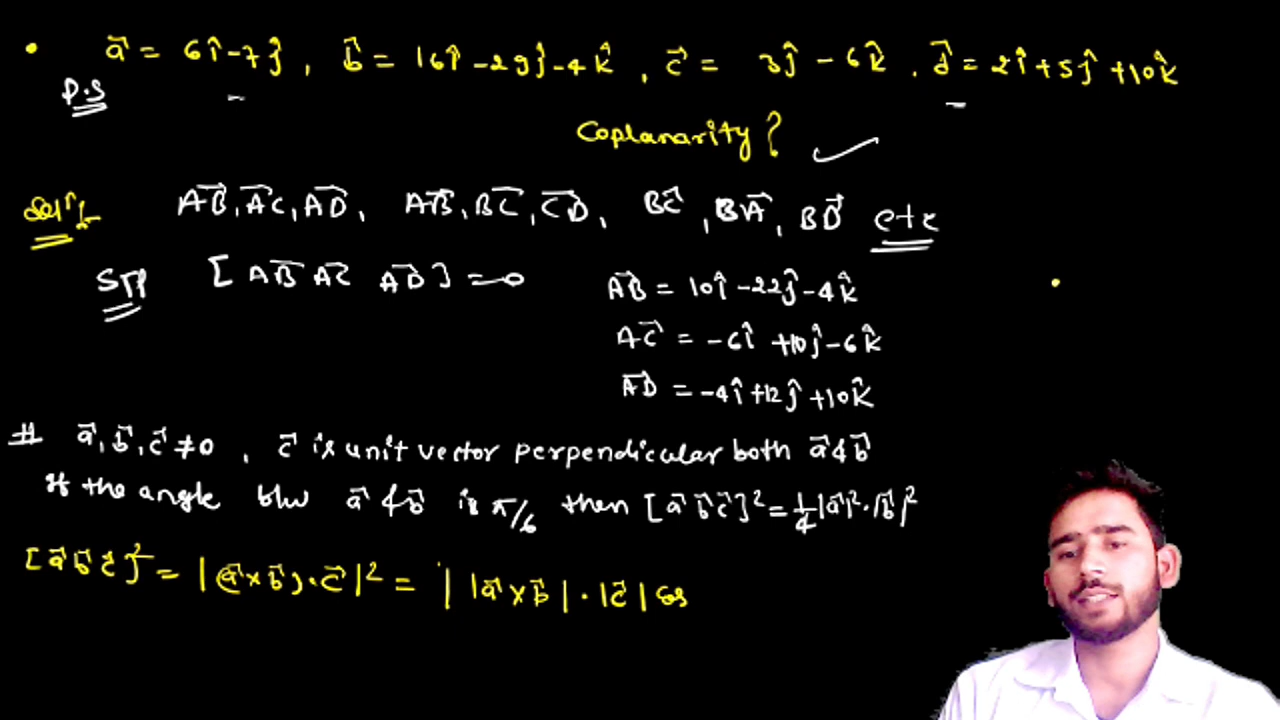 • a⃗ = 6î - 7ĵ, b⃗ = 16î - 29ĵ - 4k̂, c⃗ = 3ĵ - 6k̂. d⃗ = 2î + 5ĵ + 10k̂
P.S
Coplanarity?
Solⁿ:- AB⃗, AC⃗, AD⃗, AB⃗, BC⃗, CD⃗, BC⃗, BA⃗, BD⃗ etc
STP [AB⃗ AC⃗ AD⃗] = 0
AB⃗ = 10î - 22ĵ - 4k̂
AC⃗ = -6î + 10ĵ - 6k̂
AD⃗ = -4î + 12ĵ + 10k̂
# a⃗, b⃗, c⃗ ≠ 0, c⃗ is unit vector perpendicular both a⃗ & b⃗
If the angle b/w a⃗ & b⃗ is π/6 then [a⃗ b⃗ c⃗]² = 1/4 |a⃗|²·|b⃗|²
[a⃗ b⃗ c⃗]² = |(a⃗ × b⃗)·c⃗|² = | |a⃗ × b⃗|·|c⃗| cos